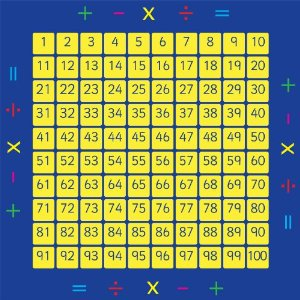 + − × ÷ =
1 2 3 4 5 6 7 8 9 10
11 12 13 14 15 16 17 18 19 20
21 22 23 24 25 26 27 28 29 30
31 32 33 34 35 36 37 38 39 40
41 42 43 44 45 46 47 48 49 50
51 52 53 54 55 56 57 58 59 60
61 62 63 64 65 66 67 68 69 70
71 72 73 74 75 76 77 78 79 80
81 82 83 84 85 86 87 88 89 90
91 92 93 94 95 96 97 98 99 100
= ÷ × − +
= ÷ × − +
+ − × ÷ =